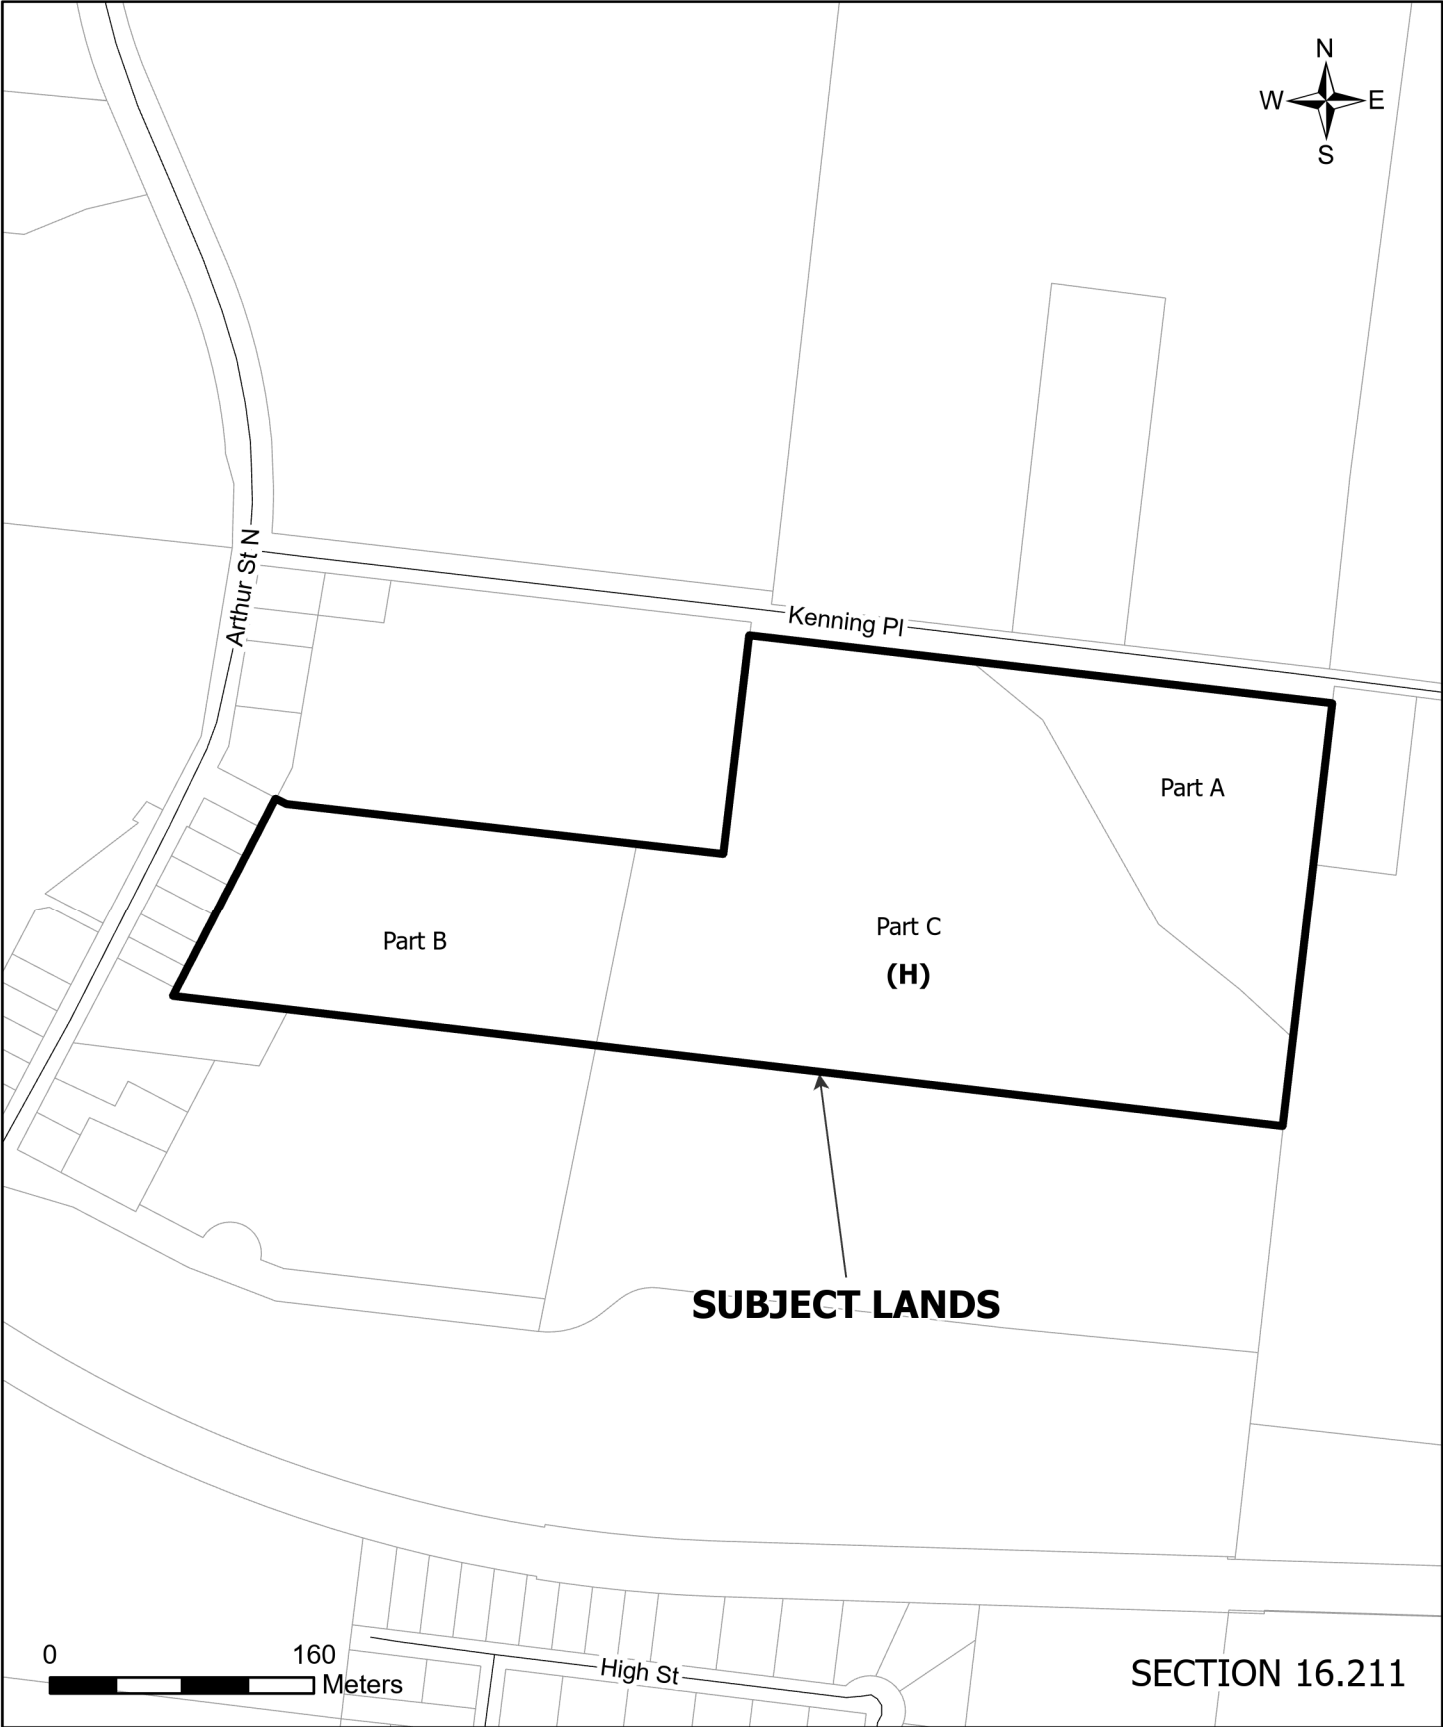 N
W E
S
Arthur St N
Kenning Pl
Part A
Part B
Part C
(H)
SUBJECT LANDS
0 160
Meters
High St
SECTION 16.211